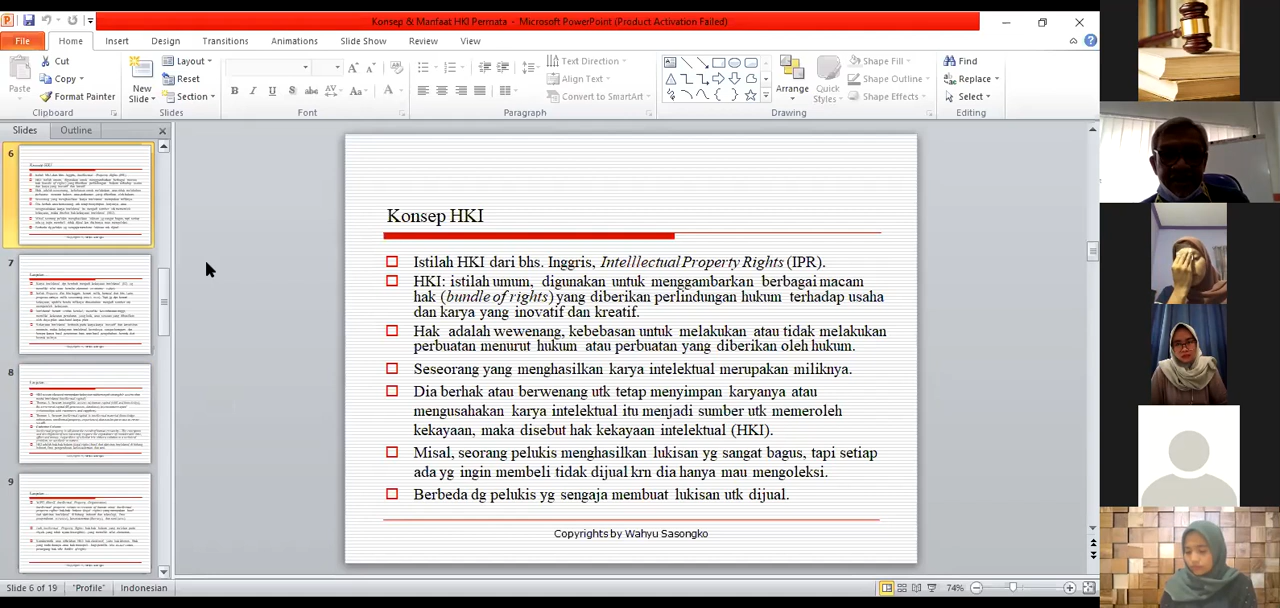 Konsep & Manfaat HKI Permata - Microsoft PowerPoint (Product Activation Failed)
File Home Insert Design Transitions Animations Slide Show Review View
Cut
Copy
Format Painter
Paste
Clipboard
New Slide
Layout
Reset
Section
Slides
Font
Text Direction
Align Text
Convert to SmartArt
Paragraph
Arrange
Quick Styles
Shape Fill
Shape Outline
Shape Effects
Drawing
Find
Replace
Select
Editing
Slides Outline
6
7
8
9
Konsep HKI
Istilah HKI dari bhs. Inggris, Intelllectual Property Rights (IPR).
HKI: istilah umum, digunakan untuk menggambarkan berbagai macam
hak (bundle of rights) yang diberikan perlindungan hukum terhadap usaha
dan karya yang inovatif dan kreatif.
Hak adalah wewenang, kebebasan untuk melakukan atau tidak melakukan
perbuatan menurut hukum atau perbuatan yang diberikan oleh hukum.
Seseorang yang menghasilkan karya intelektual merupakan miliknya.
Dia berhak atau berwenang utk tetap menyimpan karyanya atau
mengusahakan karya intelektual itu menjadi sumber utk memeroleh
kekayaan, maka disebut hak kekayaan intelektual (HKI).
Misal, seorang pelukis menghasilkan lukisan yg sangat bagus, tapi setiap
ada yg ingin membeli tidak dijual krn dia hanya mau mengoleksi.
Berbeda dg pelukis yg sengaja membuat lukisan utk dijual.
Copyrights by Wahyu Sasongko
Slide 6 of 19 "Profile" Indonesian 74%